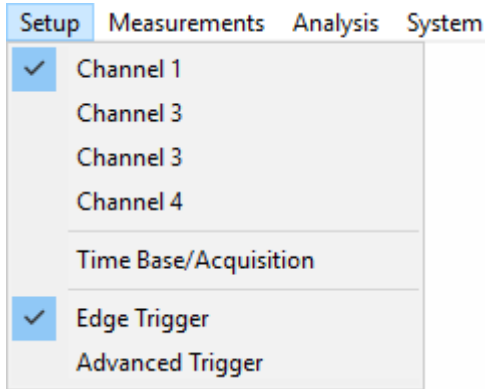 Setup Measurements Analysis System
Channel 1
Channel 3
Channel 3
Channel 4
Time Base/Acquisition
Edge Trigger
Advanced Trigger